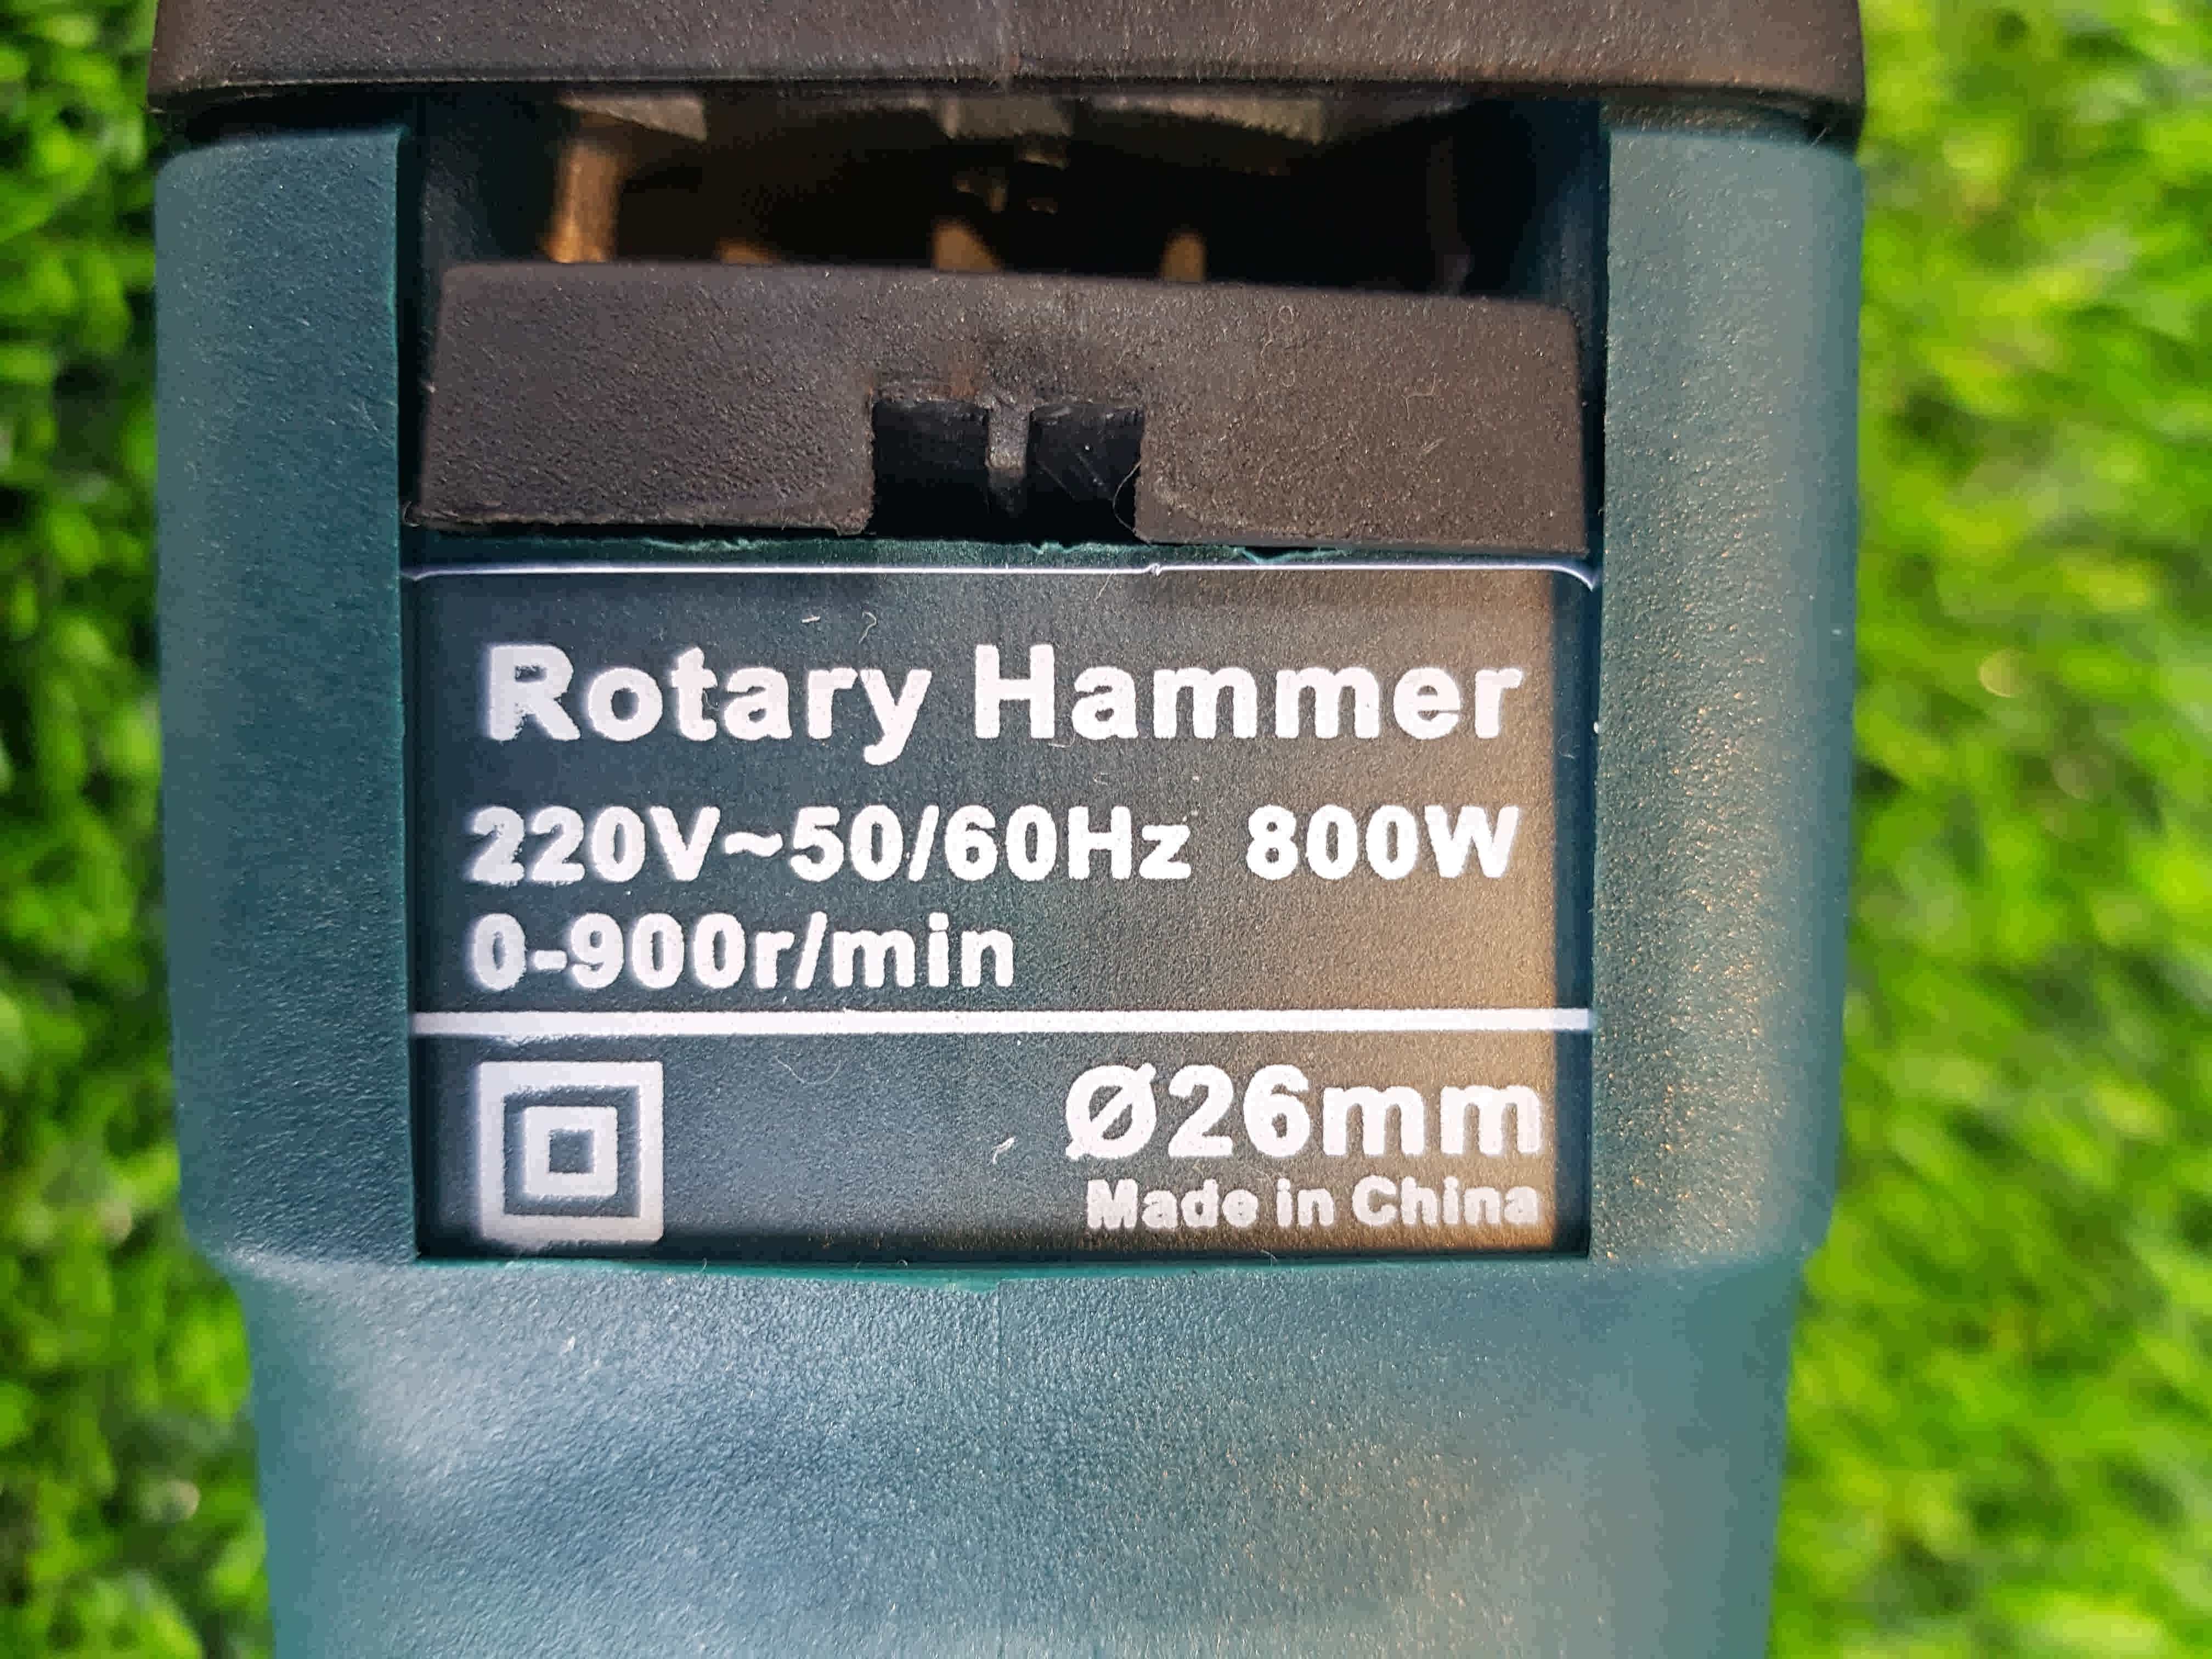 Rotary Hammer
220V~50/60Hz 800W
0-900r/min
Ø26mm
Made in China